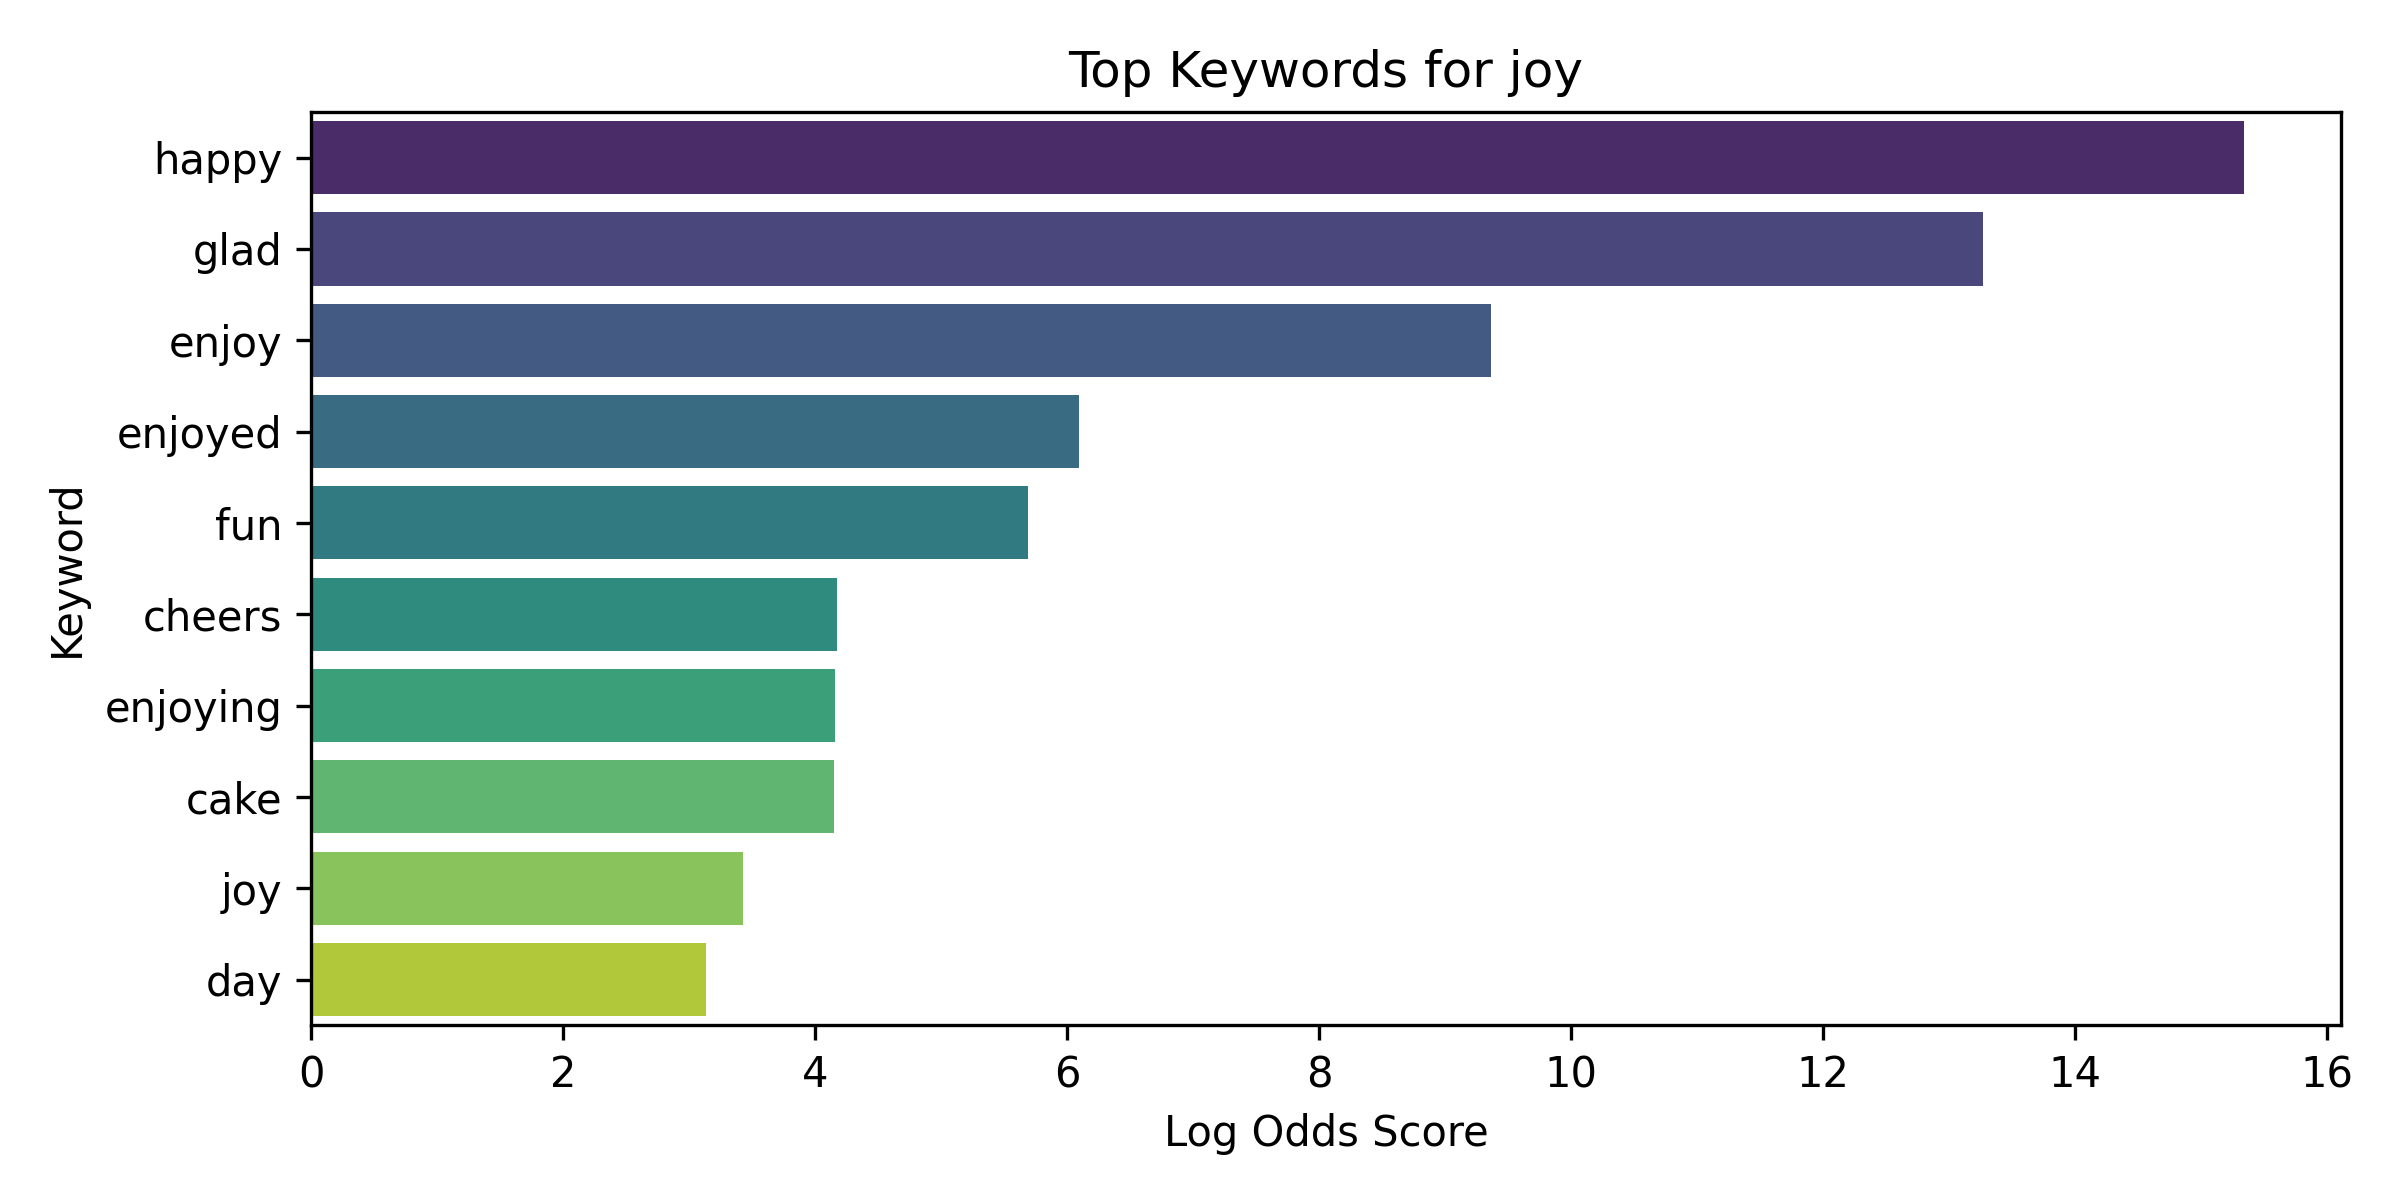 Top Keywords for joy
happy
glad
enjoy
enjoyed
fun
cheers
enjoying
cake
joy
day
Keyword
0 2 4 6 8 10 12 14 16
Log Odds Score